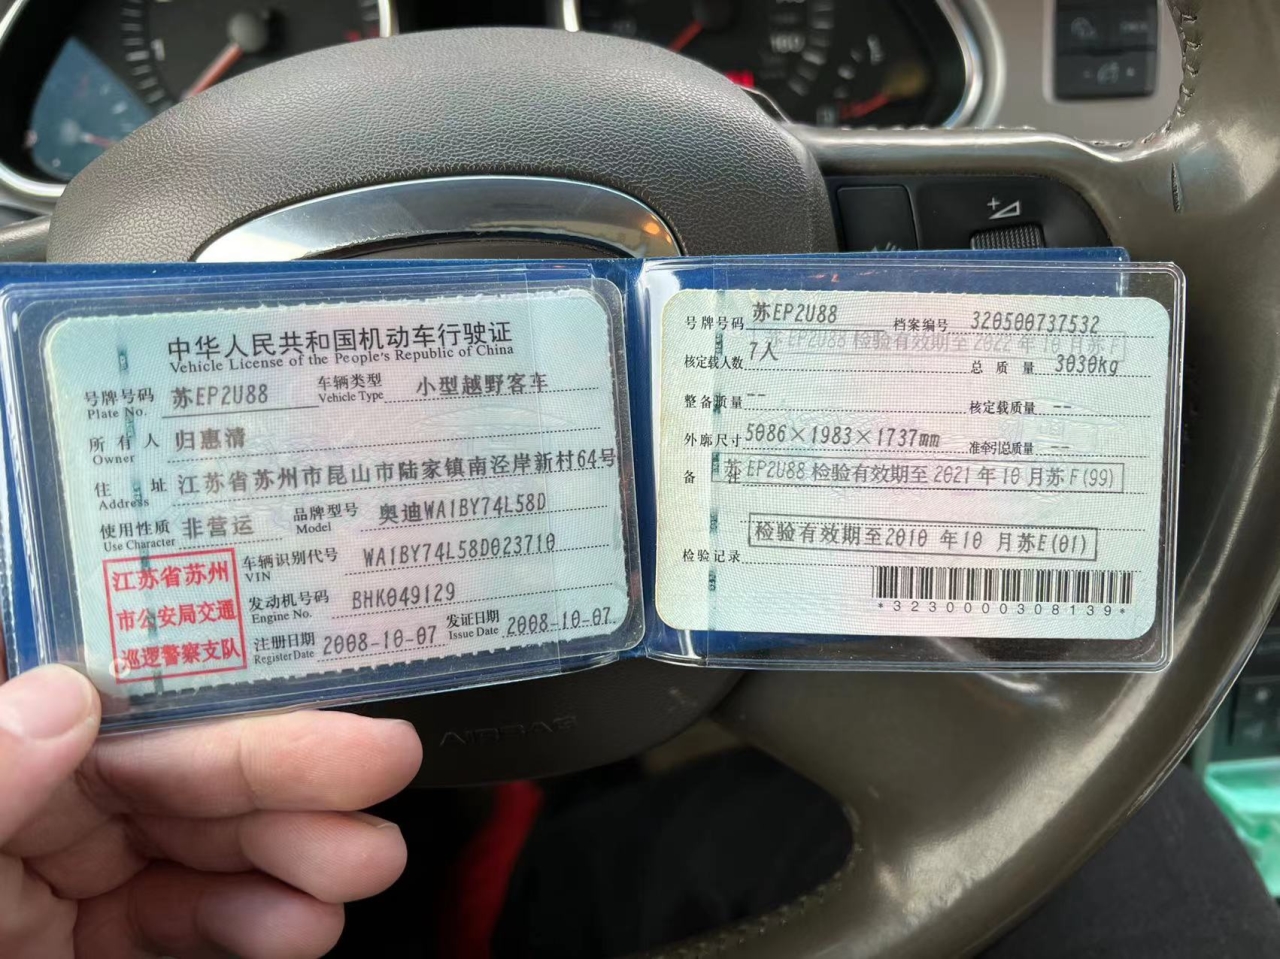 中华人民共和国机动车行驶证
Vehicle License of the People's Republic of China
号牌号码 Plate No. 苏EP2U88 车辆类型 Vehicle Type 小型越野客车
所有人 Owner 归惠清
住址 Address 江苏省苏州市昆山市陆家镇南泾岸新村64号
使用性质 Use Character 非营运 品牌型号 Model 奥迪WA1BY74L58D
车辆识别代号 VIN WA1BY74L58D023710
发动机号码 Engine No. BHK049129
注册日期 Register Date 2008-10-07 发证日期 Issue Date 2008-10-07
江苏省苏州
市公安局交通
巡逻警察支队
号牌号码 苏EP2U88 档案编号 320500737532
苏EP2U88 检验有效期至 2022 年 10 月苏F
核定载人数 7人 总质量 3030kg
整备质量 -- 核定载质量 --
外廓尺寸 5086×1983×1737mm 准牵引总质量 --
备注 苏EP2U88 检验有效期至 2021 年 10 月苏F(99)
检验有效期至2010 年10 月苏E(01)
检验记录
*3230000308139*
AIRBAG